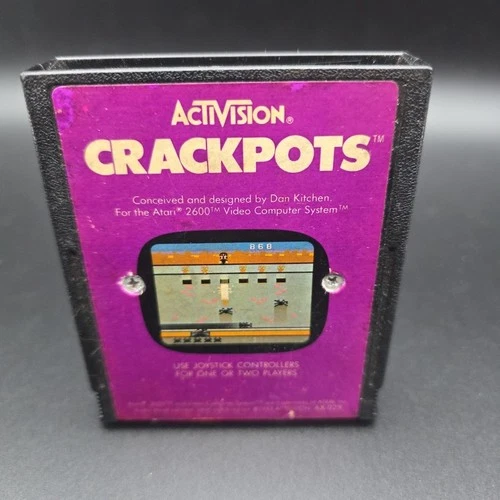 ACTIVISION®
CRACKPOTS™
Conceived and designed by Dan Kitchen.
For the Atari® 2600™ Video Computer System™
868
USE JOYSTICK CONTROLLERS
FOR ONE OR TWO PLAYERS